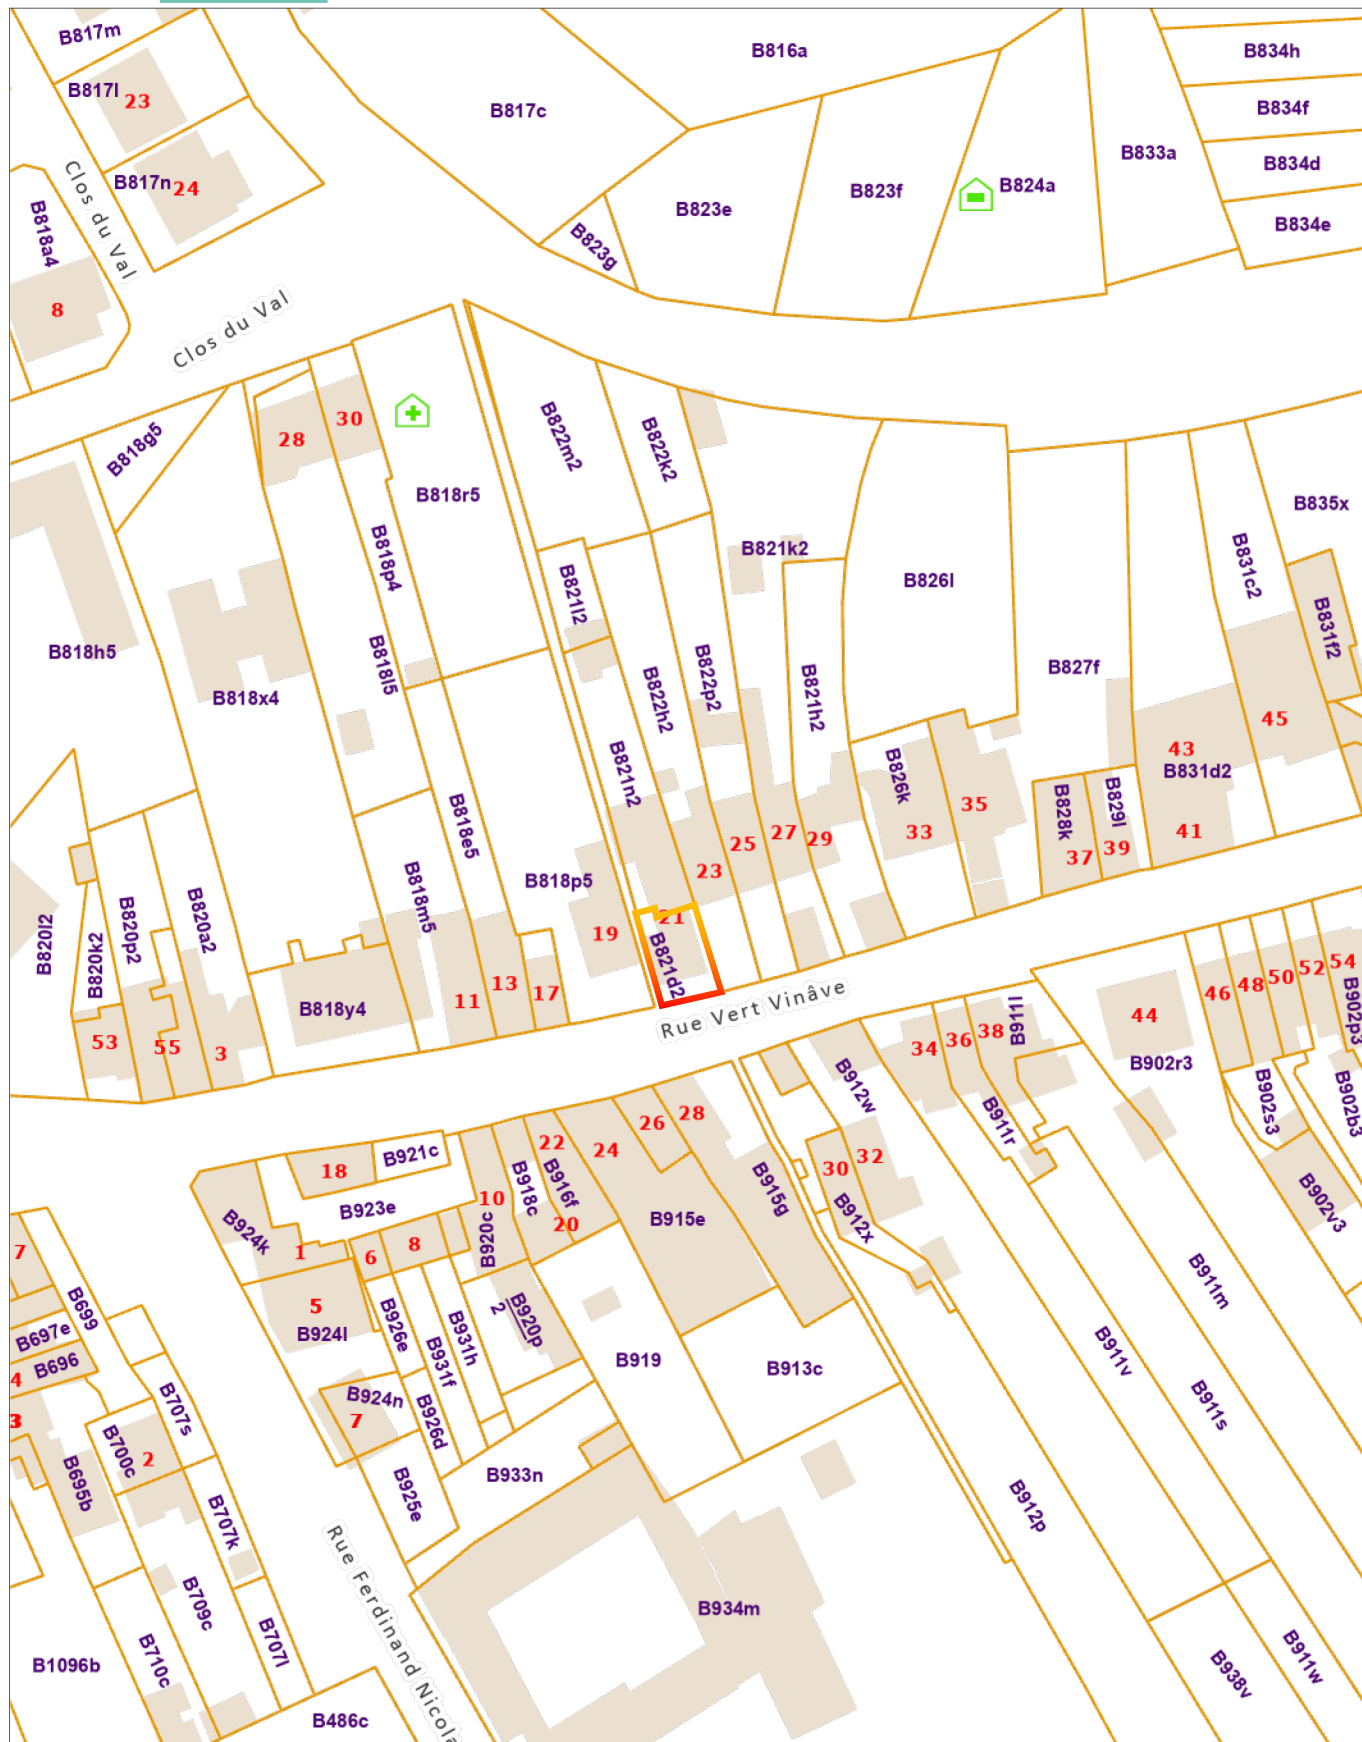 B817m
B816a
B834h
B817l
23
B817c
B834f
B833a
B834d
B817n
24
B824a
B823f
B823e
B834e
Clos du Val
B818a4
B823g
8
Clos du Val
B818g5
28
30
B822m2
B822k2
B818r5
B835x
B821k2
B818p4
B831c2
B826l
B821l2
B831f2
B818h5
B818l5
B818x4
B822h2
B822p2
B821h2
B827f
45
43
B831d2
B821n2
B826k
35
33
B828k
B829l
41
37
39
B818e5
25
27
29
23
B818p5
B818m5
B820l2
B820k2
B820p2
B820a2
19
21
B821d2
13
17
11
B818y4
53
55
3
Rue Vert Vinâve
44
46
48
50
52
54
B902p3
B911l
34
36
38
B902r3
B912w
B911r
B902s3
B902b3
28
26
22
24
B921c
18
10
B918c
B916f
20
B915e
B915g
30
32
B912x
B902v3
B923e
B924k
1
6
8
B920c
7
B699
5
B924l
B926e
B931f
B931h
B920p
2
B697e
B696
4
B919
B913c
B911m
B911v
B911s
B924n
7
B926d
3
B700c
2
B707s
B695b
B925e
B933n
B912p
B707k
B709c
B934m
Rue Ferdinand Nicola
B1096b
B710c
B707l
B486c
B938v
B911w